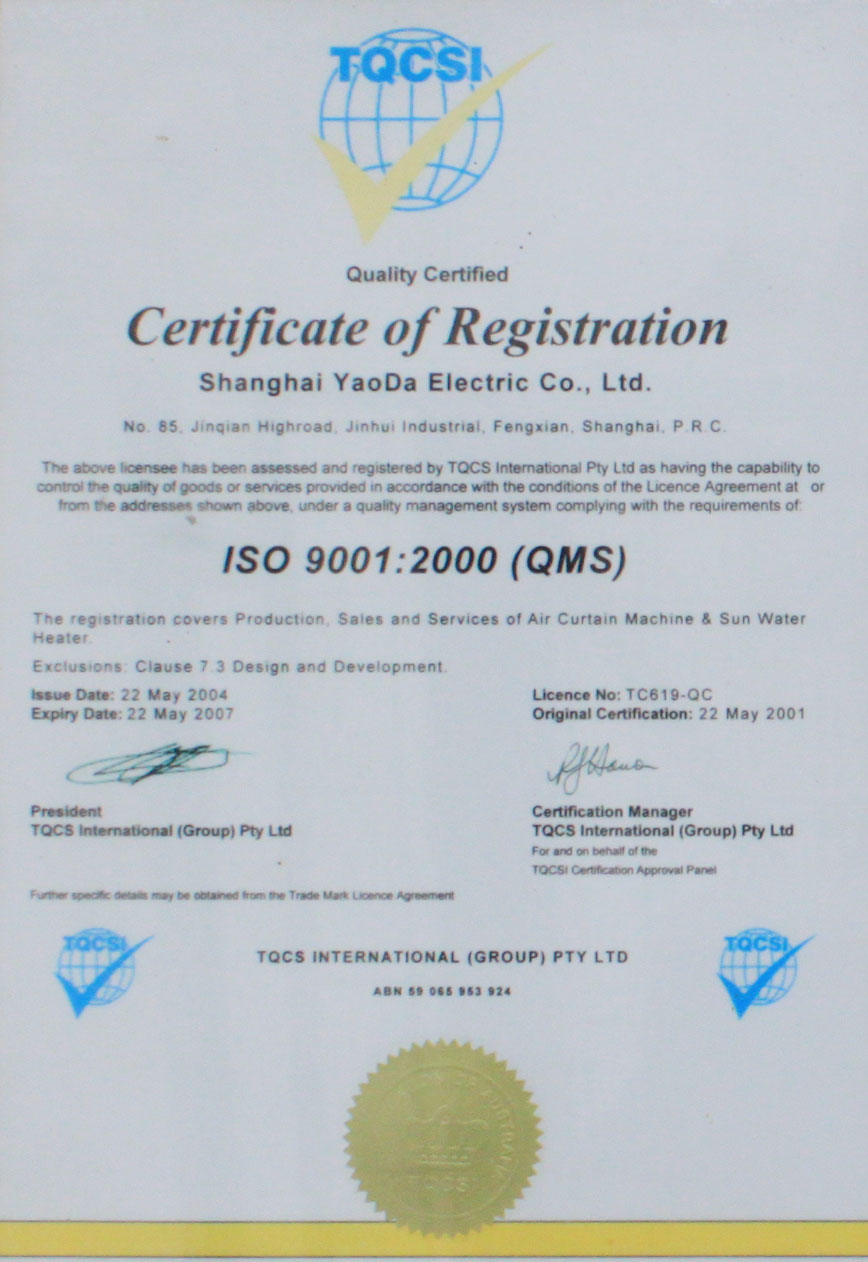 TQCSI
Quality Certified
Certificate of Registration
Shanghai YaoDa Electric Co., Ltd.
No. 85, Jinqian Highroad, Jinhui Industrial, Fengxian, Shanghai, P.R.C.
The above licensee has been assessed and registered by TQCS International Pty Ltd as having the capability to
control the quality of goods or services provided in accordance with the conditions of the Licence Agreement at or
from the addresses shown above, under a quality management system complying with the requirements of:
ISO 9001:2000 (QMS)
The registration covers Production, Sales and Services of Air Curtain Machine & Sun Water
Heater.
Exclusions: Clause 7.3 Design and Development.
Issue Date: 22 May 2004
Expiry Date: 22 May 2007
Licence No: TC619-QC
Original Certification: 22 May 2001
President
TQCS International (Group) Pty Ltd
Certification Manager
TQCS International (Group) Pty Ltd
For and on behalf of the
TQCSI Certification Approval Panel
Further specific details may be obtained from the Trade Mark Licence Agreement
TQCSI
TQCS INTERNATIONAL (GROUP) PTY LTD
ABN 59 065 953 924
TQCSI
TQCSI